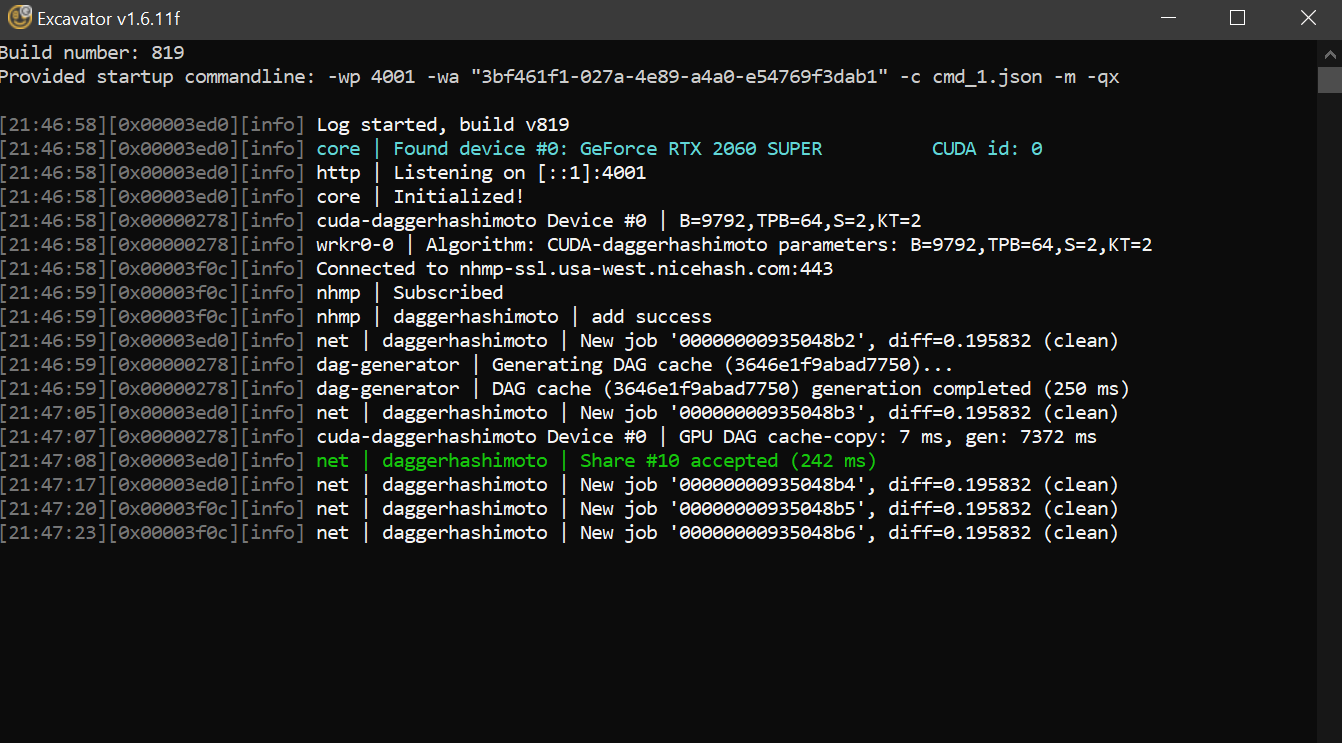 Excavator v1.6.11f
Build number: 819
Provided startup commandline: -wp 4001 -wa "3bf461f1-027a-4e89-a4a0-e54769f3dab1" -c cmd_1.json -m -qx
[21:46:58][0x00003ed0][info] Log started, build v819
[21:46:58][0x00003ed0][info] core | Found device #0: GeForce RTX 2060 SUPER          CUDA id: 0
[21:46:58][0x00003ed0][info] http | Listening on [::1]:4001
[21:46:58][0x00003ed0][info] core | Initialized!
[21:46:58][0x00000278][info] cuda-daggerhashimoto Device #0 | B=9792,TPB=64,S=2,KT=2
[21:46:58][0x00000278][info] wrkr0-0 | Algorithm: CUDA-daggerhashimoto parameters: B=9792,TPB=64,S=2,KT=2
[21:46:58][0x00003f0c][info] Connected to nhmp-ssl.usa-west.nicehash.com:443
[21:46:59][0x00003f0c][info] nhmp | Subscribed
[21:46:59][0x00003f0c][info] nhmp | daggerhashimoto | add success
[21:46:59][0x00003ed0][info] net | daggerhashimoto | New job '00000000935048b2', diff=0.195832 (clean)
[21:46:59][0x00000278][info] dag-generator | Generating DAG cache (3646e1f9abad7750)...
[21:46:59][0x00000278][info] dag-generator | DAG cache (3646e1f9abad7750) generation completed (250 ms)
[21:47:05][0x00003ed0][info] net | daggerhashimoto | New job '00000000935048b3', diff=0.195832 (clean)
[21:47:07][0x00000278][info] cuda-daggerhashimoto Device #0 | GPU DAG cache-copy: 7 ms, gen: 7372 ms
[21:47:08][0x00003ed0][info] net | daggerhashimoto | Share #10 accepted (242 ms)
[21:47:17][0x00003ed0][info] net | daggerhashimoto | New job '00000000935048b4', diff=0.195832 (clean)
[21:47:20][0x00003f0c][info] net | daggerhashimoto | New job '00000000935048b5', diff=0.195832 (clean)
[21:47:23][0x00003f0c][info] net | daggerhashimoto | New job '00000000935048b6', diff=0.195832 (clean)